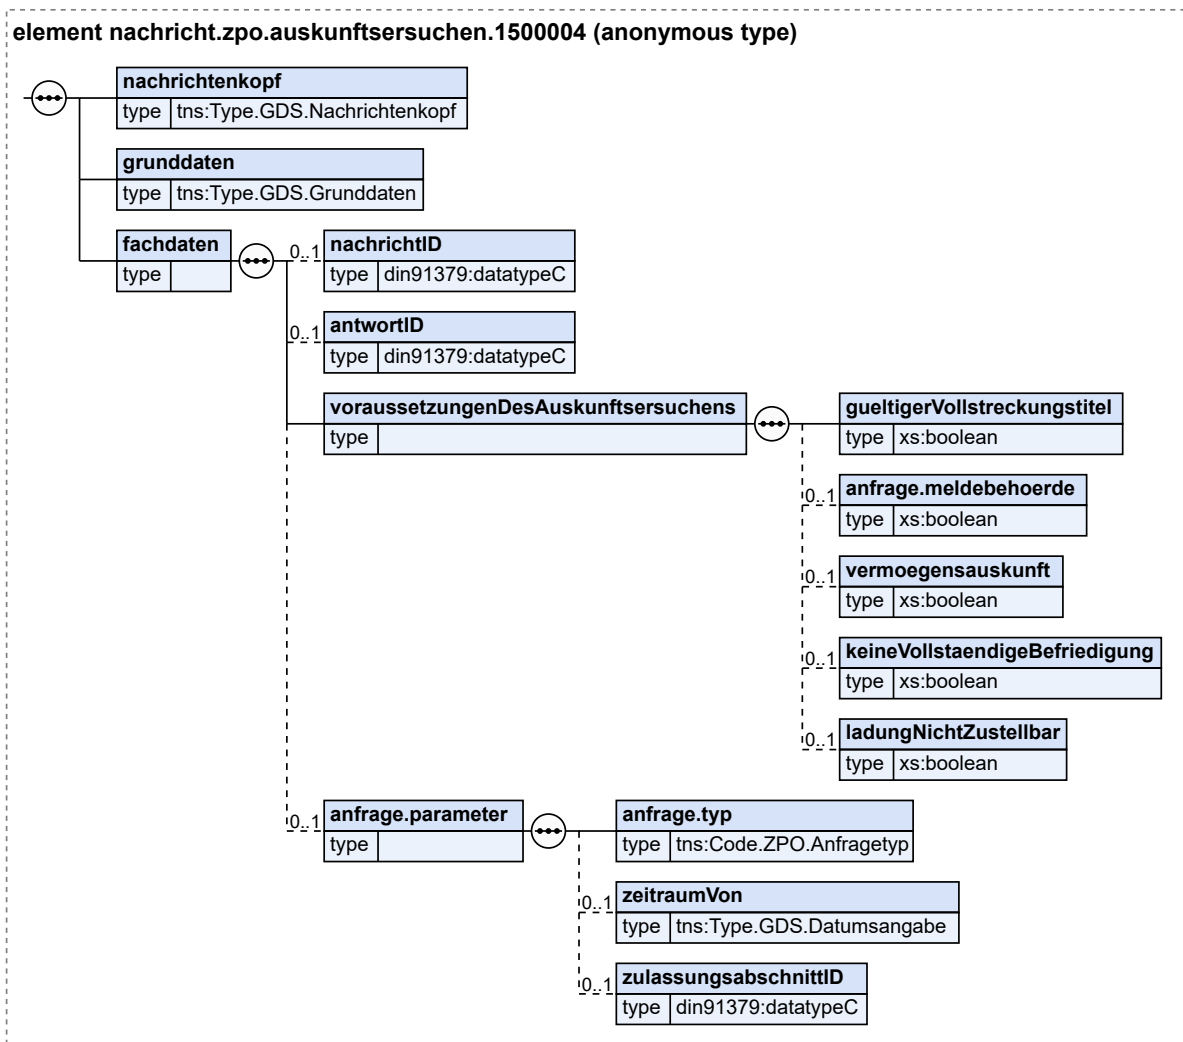 element nachricht.zpo.auskunftsersuchen.1500004 (anonymous type)
nachrichtenkopf
type tns:Type.GDS.Nachrichtenkopf
grunddaten
type tns:Type.GDS.Grunddaten
fachdaten
type
0..1 nachrichtID
type din91379:datatypeC
0..1 antwortID
type din91379:datatypeC
voraussetzungenDesAuskunftsersuchens
type
gueltigerVollstreckungstitel
type xs:boolean
0..1 anfrage.meldebehoerde
type xs:boolean
0..1 vermoegensauskunft
type xs:boolean
0..1 keineVollstaendigeBefriedigung
type xs:boolean
0..1 ladungNichtZustellbar
type xs:boolean
0..1 anfrage.parameter
type
anfrage.typ
type tns:Code.ZPO.Anfragetyp
0..1 zeitraumVon
type tns:Type.GDS.Datumsangabe
0..1 zulassungsabschnittID
type din91379:datatypeC